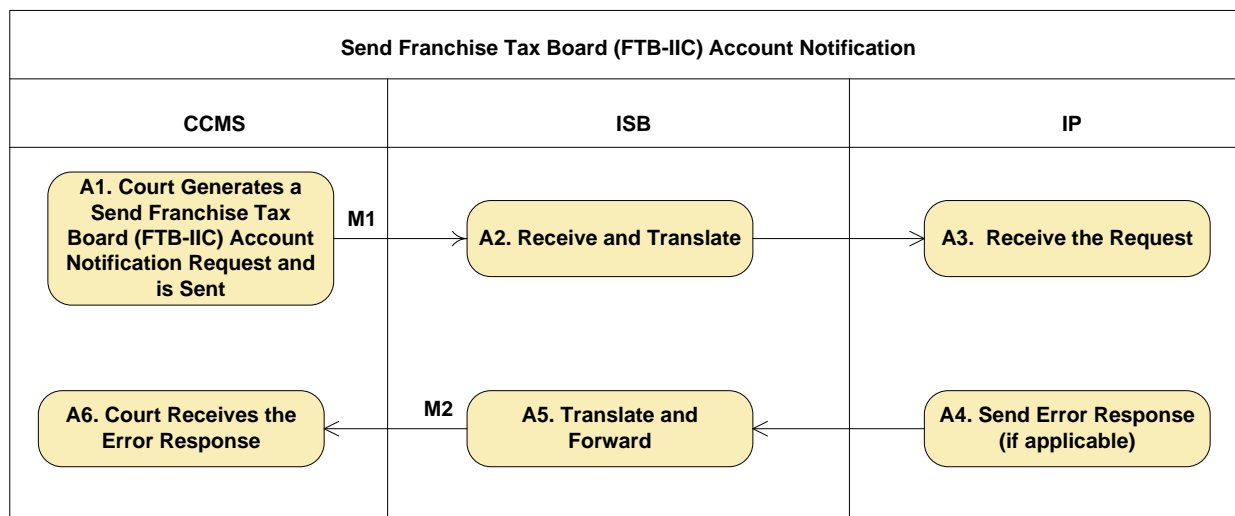 Send Franchise Tax Board (FTB-IIC) Account Notification
CCMS
ISB
IP
A1. Court Generates a
Send Franchise Tax
Board (FTB-IIC) Account
Notification Request and
is Sent
M1
A2. Receive and Translate
A3.  Receive the Request
A6. Court Receives the
Error Response
M2
A5. Translate and
Forward
A4. Send Error Response
(if applicable)